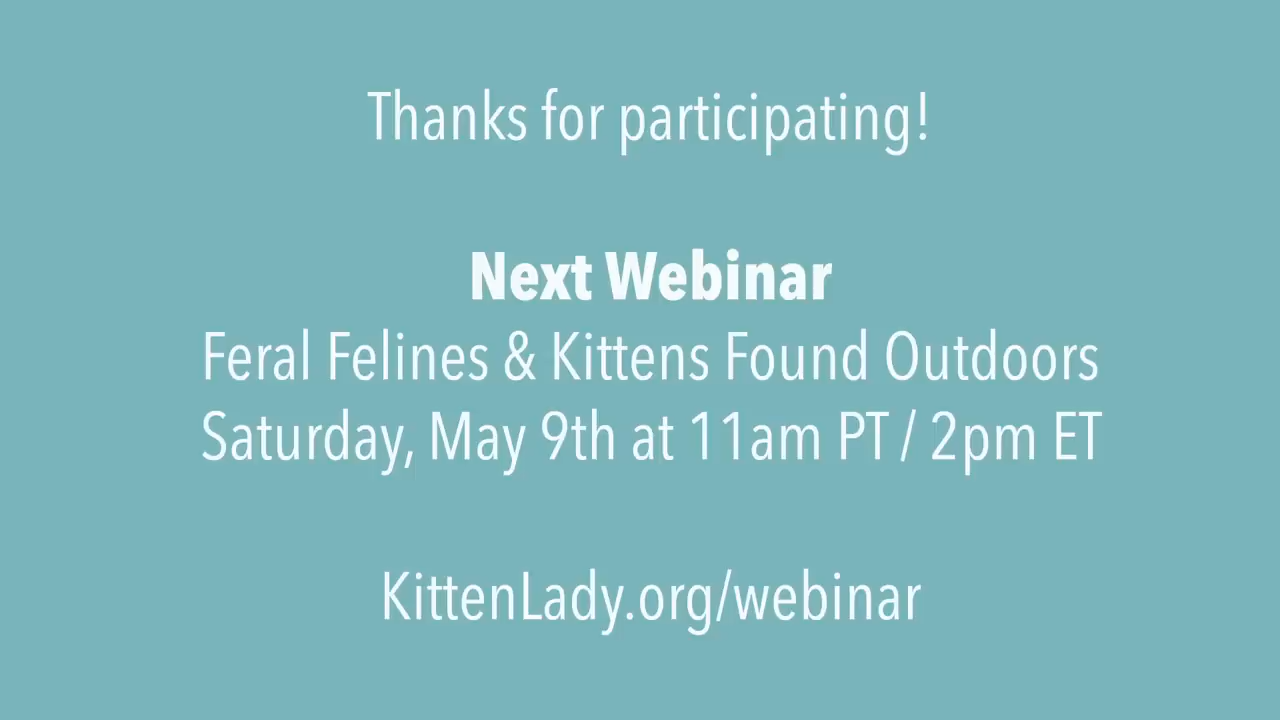 Thanks for participating!
Next Webinar
Feral Felines & Kittens Found Outdoors
Saturday, May 9th at 11am PT / 2pm ET
KittenLady.org/webinar